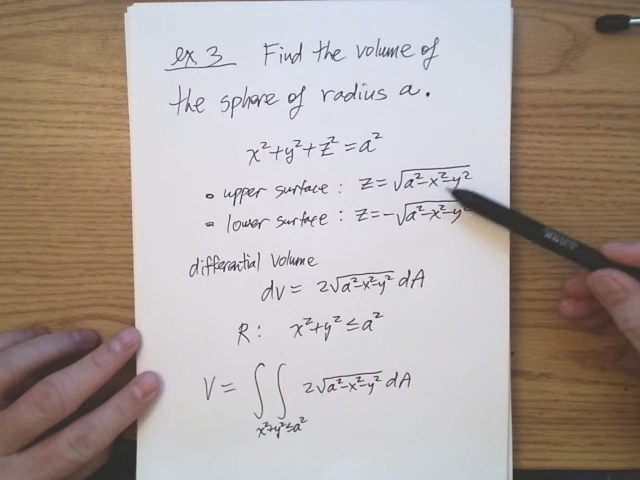 ex. 3 Find the volume of
the sphere of radius a.
x²+y²+z²=a²
• upper surface: z=√(a²-x²-y²)
• lower surface: z=-√(a²-x²-y²)
differential volume
dV= 2√(a²-x²-y²) dA
R: x²+y²≤a²
V= ∫∫ 2√(a²-x²-y²) dA
x²+y²≤a²